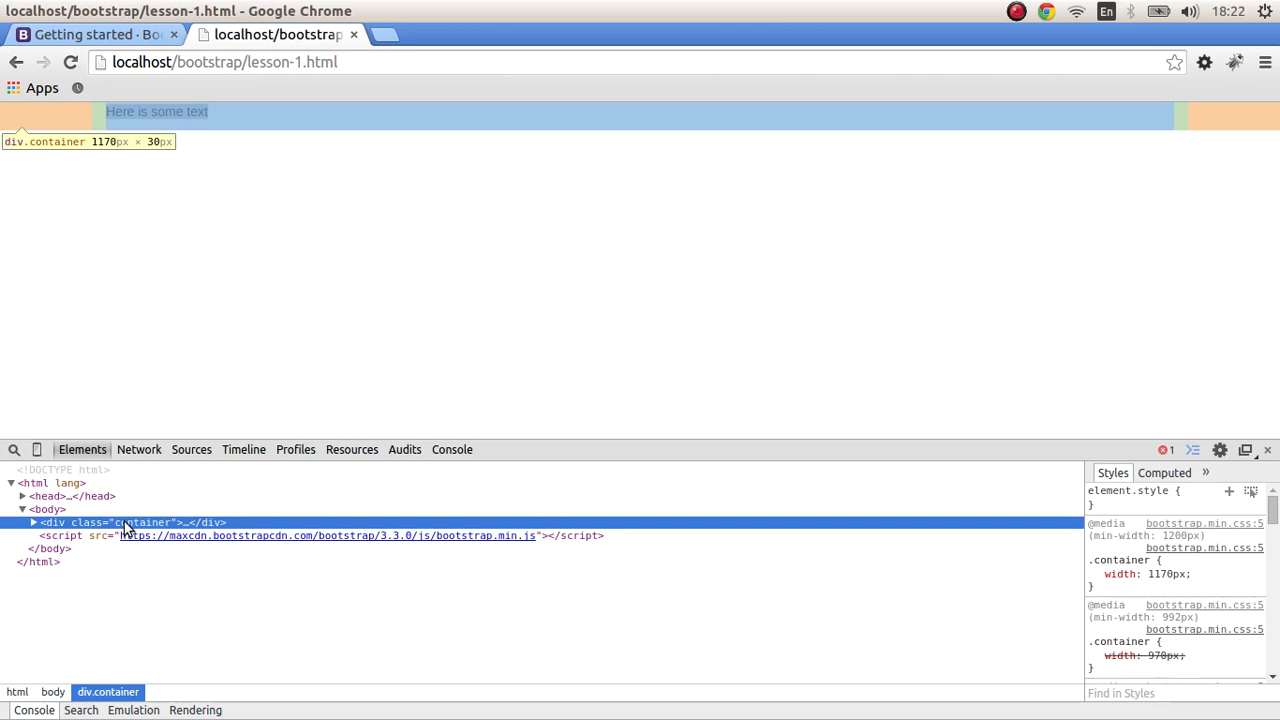 localhost/bootstrap/lesson-1.html - Google Chrome
En
18:22
Getting started · Bo
localhost/bootstrap
localhost/bootstrap/lesson-1.html
Apps
Here is some text
div.container 1170px × 30px
Elements Network Sources Timeline Profiles Resources Audits Console
1
<!DOCTYPE html>
<html lang>
<head>…</head>
<body>
<div class="container">…</div>
<script src="https://maxcdn.bootstrapcdn.com/bootstrap/3.3.0/js/bootstrap.min.js"></script>
</body>
</html>
Styles Computed »
element.style {
}
@media bootstrap.min.css:5
(min-width: 1200px)
bootstrap.min.css:5
.container {
width: 1170px;
}
@media bootstrap.min.css:5
(min-width: 992px)
bootstrap.min.css:5
.container {
width: 970px;
}
Find in Styles
html body div.container
Console Search Emulation Rendering